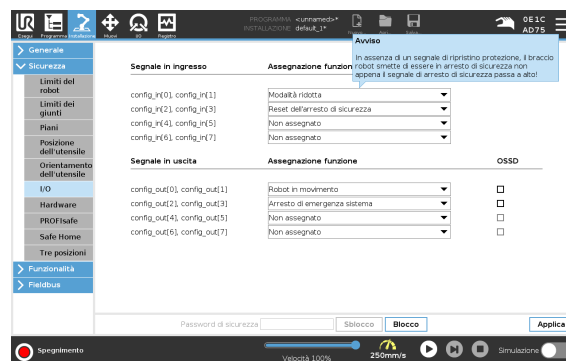 PROGRAMMA <unnamed>*
INSTALLAZIONE default_1*
Esegui Programma Installazione Muovi I/O Registro
Nuovo... Apri... Salva...
0E1C
AD75
Avviso
In assenza di un segnale di ripristino protezione, il braccio
robot smette di essere in arresto di sicurezza non
appena il segnale di arresto di sicurezza passa a alto!
Generale
Sicurezza
Limiti del
robot
Limiti dei
giunti
Piani
Posizione
dell'utensile
Orientamento
dell'utensile
I/O
Hardware
PROFIsafe
Safe Home
Tre posizioni
Funzionalità
Fieldbus
Segnale in ingresso Assegnazione funzione
config_in[0], config_in[1] Modalità ridotta
config_in[2], config_in[3] Reset dell'arresto di sicurezza
config_in[4], config_in[5] Non assegnato
config_in[6], config_in[7] Non assegnato
Segnale in uscita Assegnazione funzione OSSD
config_out[0], config_out[1] Robot in movimento
config_out[2], config_out[3] Arresto di emergenza sistema
config_out[4], config_out[5] Non assegnato
config_out[6], config_out[7] Non assegnato
Password di sicurezza Sblocco Blocco Applica
Spegnimento Velocità 100% 250mm/s Simulazione